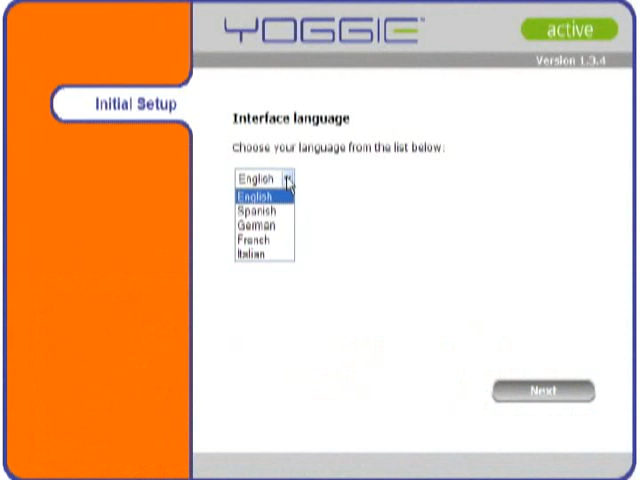 YOGGIE™
active
Version 1.3.4
Initial Setup
Interface language
Choose your language from the list below:
English
English
Spanish
German
French
Italian
Next